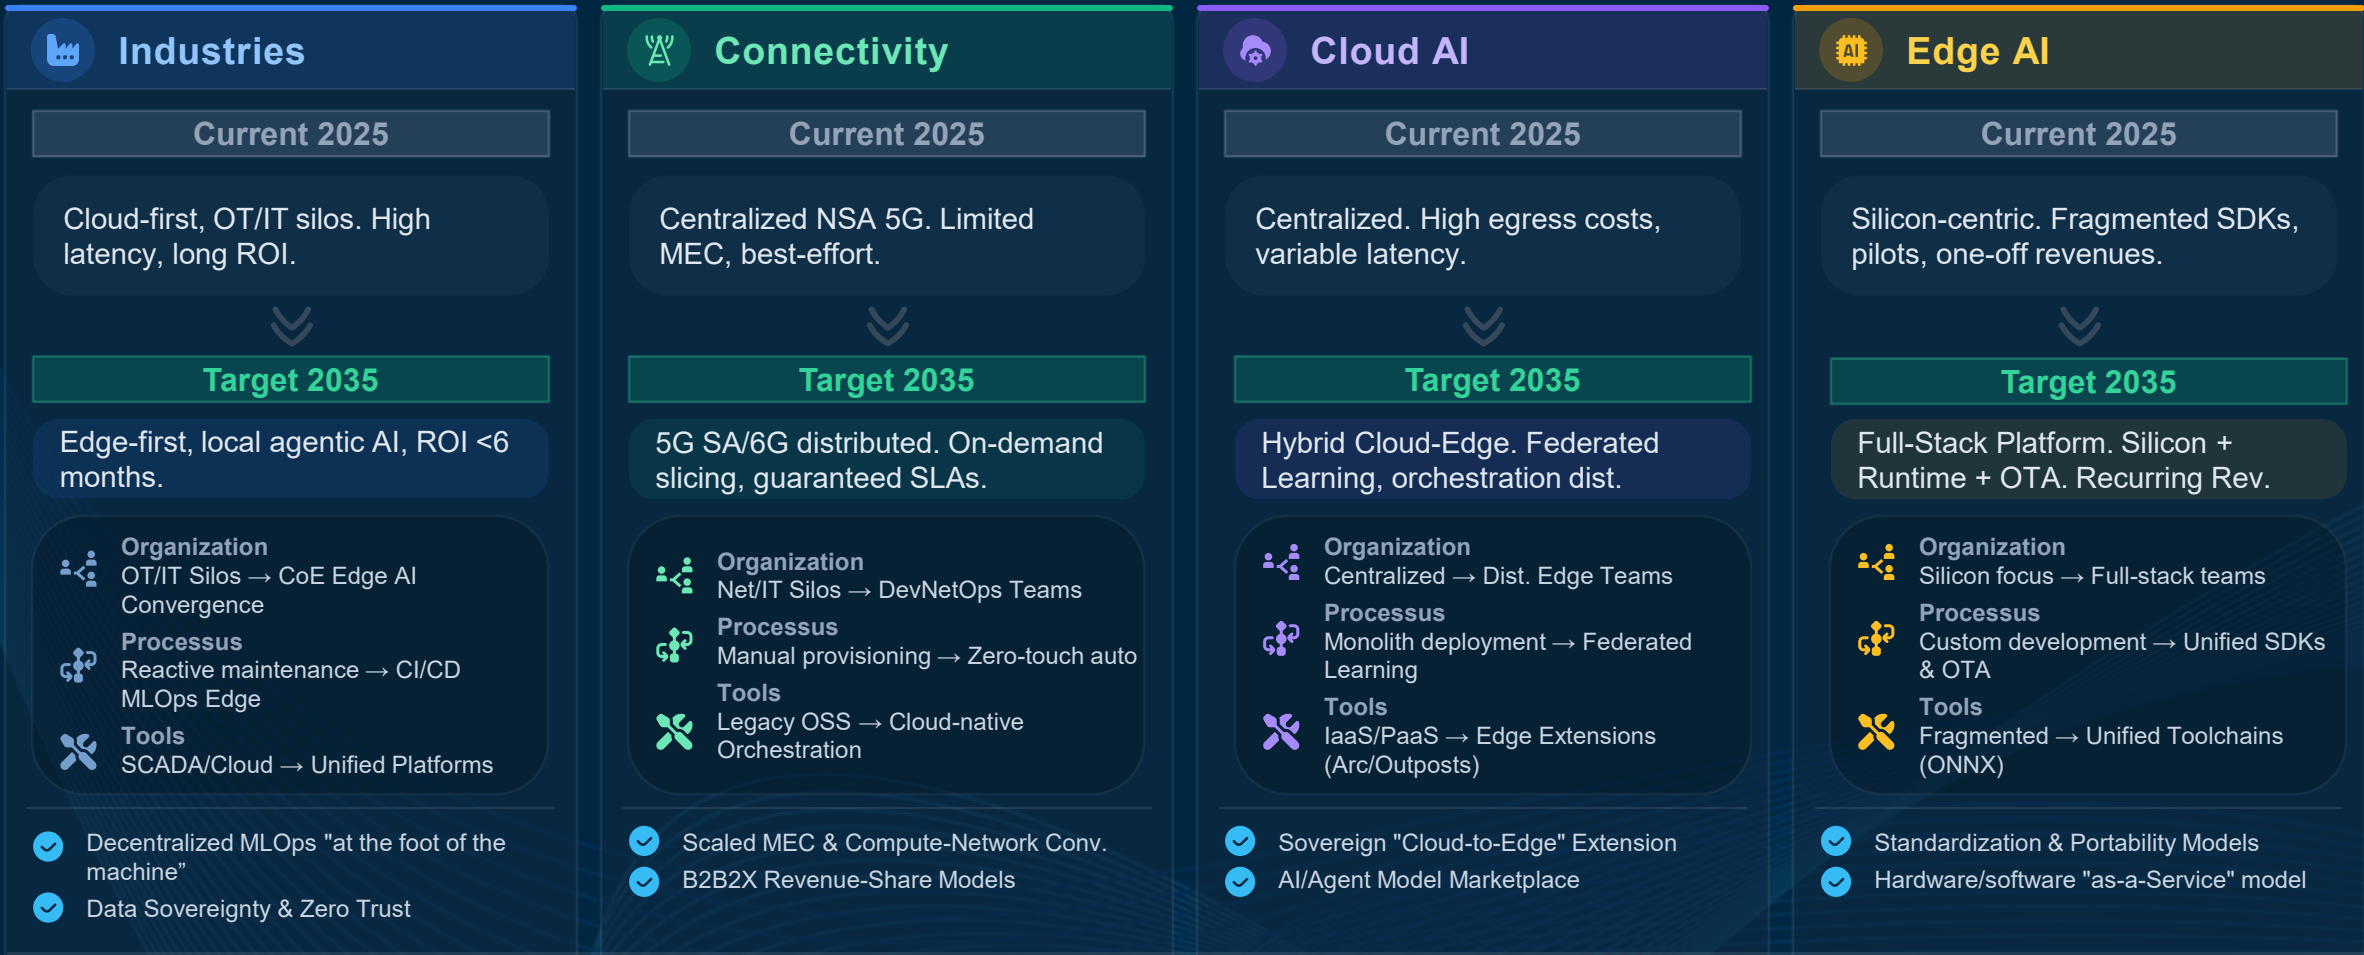 Industries
Current 2025
Cloud-first, OT/IT silos. High
latency, long ROI.
Target 2035
Edge-first, local agentic AI, ROI <6
months.
Organization
OT/IT Silos → CoE Edge AI
Convergence
Processus
Reactive maintenance → CI/CD
MLOps Edge
Tools
SCADA/Cloud → Unified Platforms
Decentralized MLOps "at the foot of the
machine”
Data Sovereignty & Zero Trust
Connectivity
Current 2025
Centralized NSA 5G. Limited
MEC, best-effort.
Target 2035
5G SA/6G distributed. On-demand
slicing, guaranteed SLAs.
Organization
Net/IT Silos → DevNetOps Teams
Processus
Manual provisioning → Zero-touch auto
Tools
Legacy OSS → Cloud-native
Orchestration
Scaled MEC & Compute-Network Conv.
B2B2X Revenue-Share Models
Cloud AI
Current 2025
Centralized. High egress costs,
variable latency.
Target 2035
Hybrid Cloud-Edge. Federated
Learning, orchestration dist.
Organization
Centralized → Dist. Edge Teams
Processus
Monolith deployment → Federated
Learning
Tools
IaaS/PaaS → Edge Extensions
(Arc/Outposts)
Sovereign "Cloud-to-Edge" Extension
AI/Agent Model Marketplace
AI
Edge AI
Current 2025
Silicon-centric. Fragmented SDKs,
pilots, one-off revenues.
Target 2035
Full-Stack Platform. Silicon +
Runtime + OTA. Recurring Rev.
Organization
Silicon focus → Full-stack teams
Processus
Custom development → Unified SDKs
& OTA
Tools
Fragmented → Unified Toolchains
(ONNX)
Standardization & Portability Models
Hardware/software "as-a-Service" model